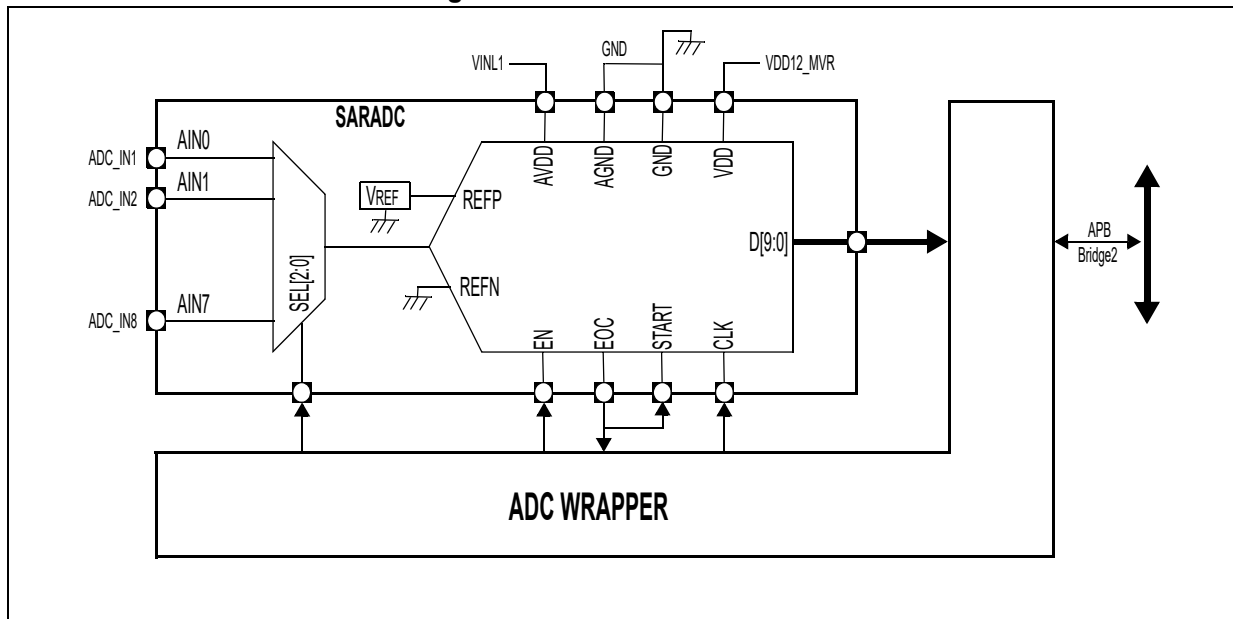 GND
VINL1
VDD12_MVR
SARADC
ADC_IN1
AIN0
ADC_IN2
AIN1
ADC_IN8
AIN7
SEL[2:0]
VREF
REFP
REFN
AVDD
AGND
GND
VDD
D[9:0]
EN
EOC
START
CLK
APB
Bridge2
ADC WRAPPER